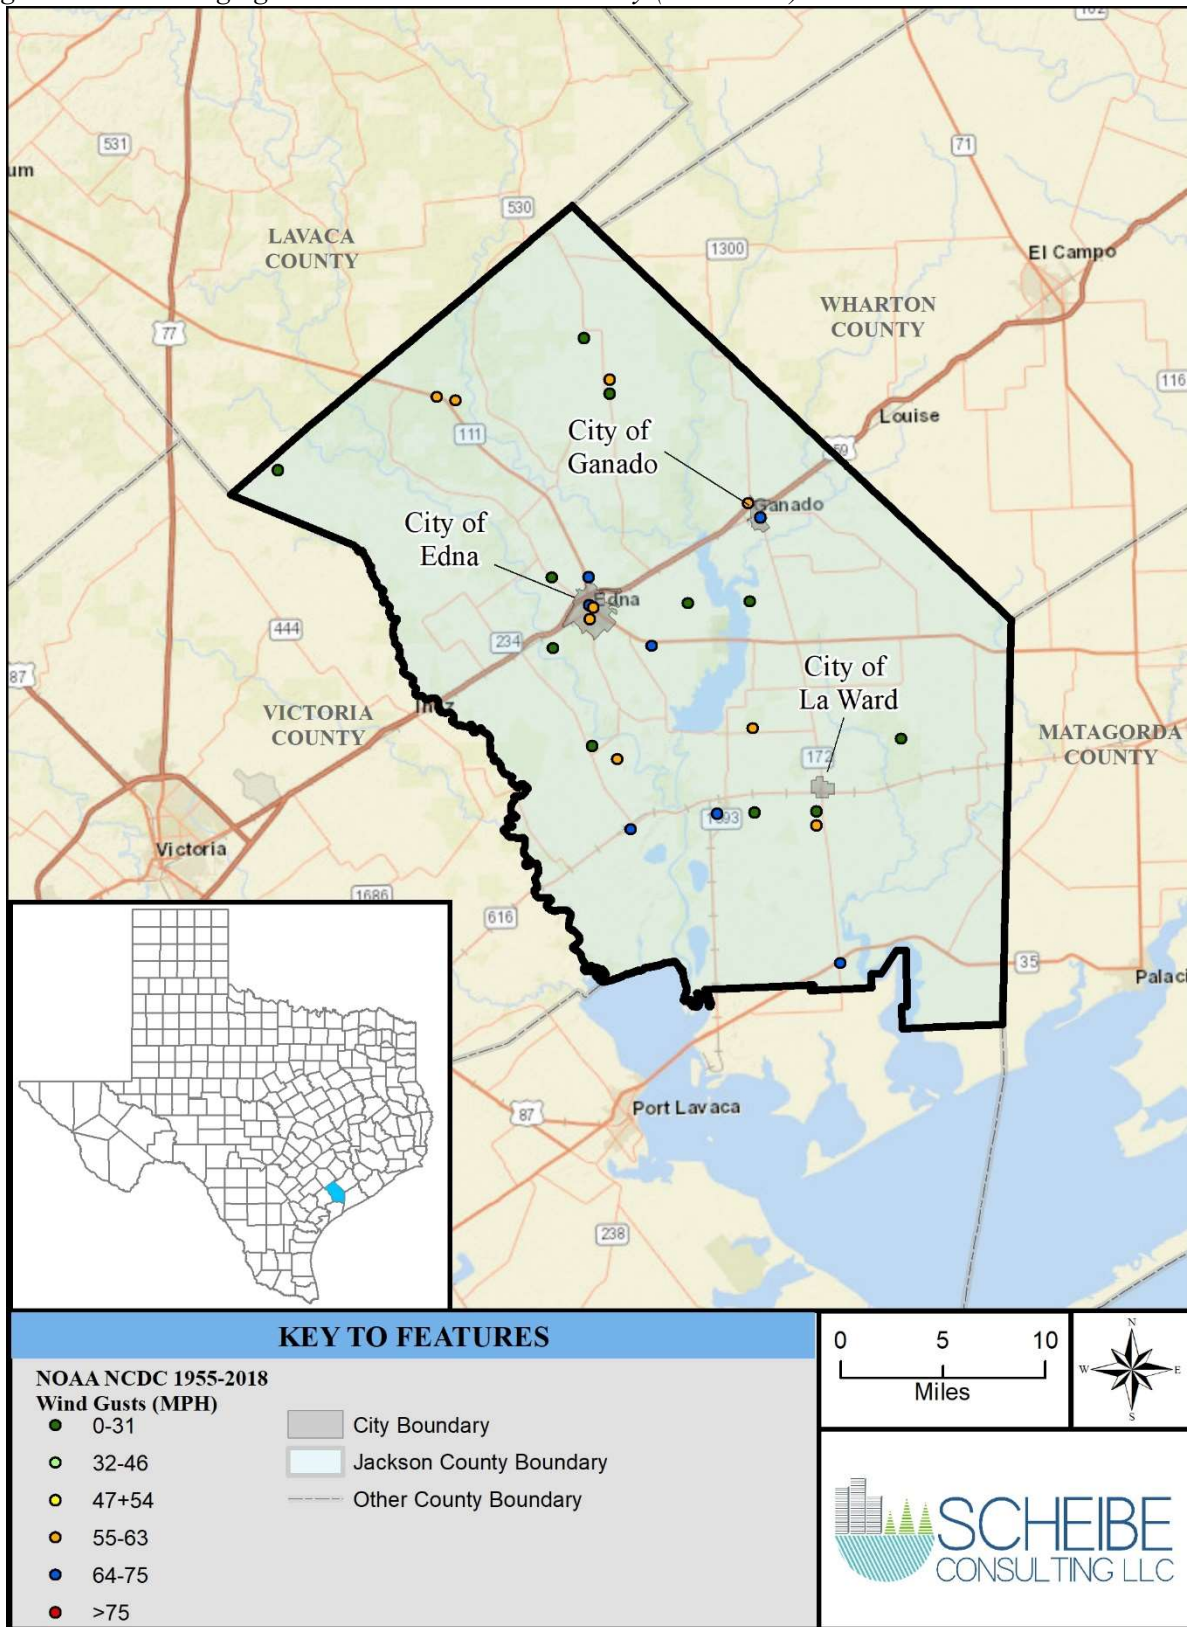 531
um
71
530
LAVACA
COUNTY
1300
El Campo
WHARTON
COUNTY
77
116
Louise
111
59
City of
Ganado
Ganado
City of
Edna
Edna
444
234
87
City of
La Ward
VICTORIA
COUNTY
MATAGORDA
COUNTY
172
Victoria
1686
616
35
Palaci
87
Port Lavaca
238
KEY TO FEATURES
NOAA NCDC 1955-2018
Wind Gusts (MPH)
0-31
32-46
47+54
55-63
64-75
>75
City Boundary
Jackson County Boundary
Other County Boundary
0 5 10
Miles
N
W E
S
SCHEIBE
CONSULTING LLC